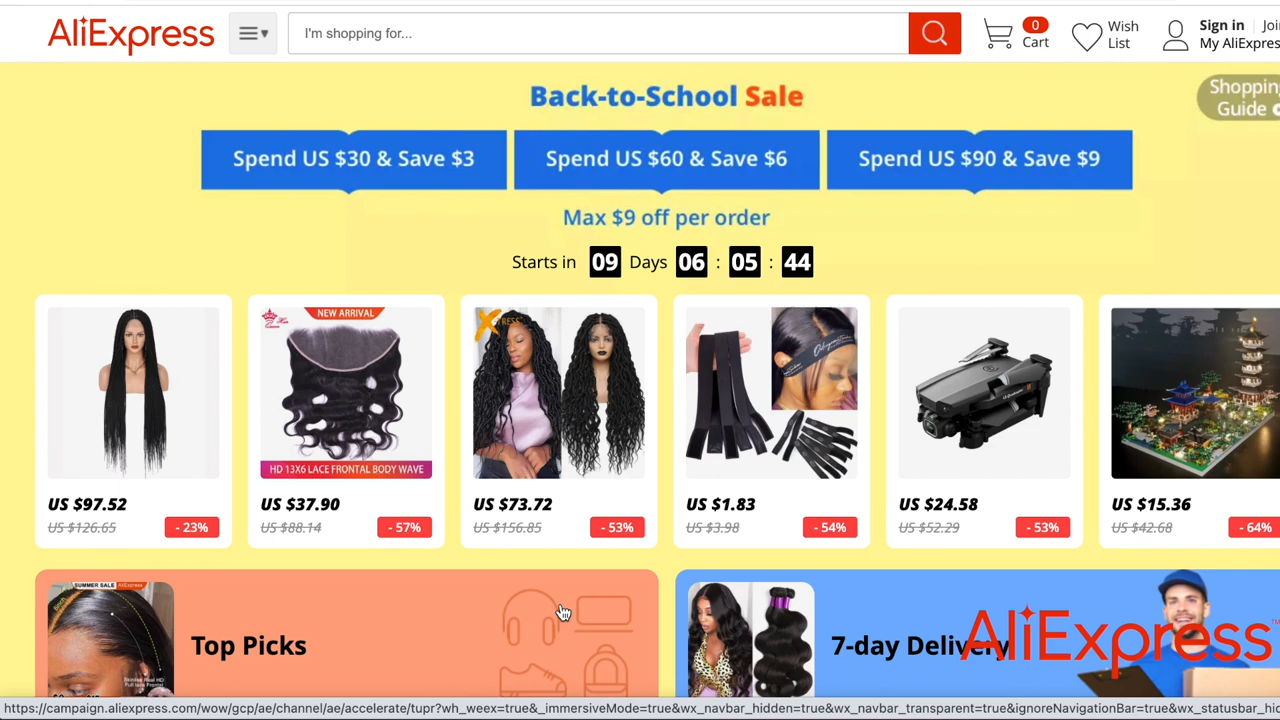 AliExpress
I'm shopping for...
0
Cart
Wish
List
Sign in | Joi
My AliExpres
Back-to-School Sale
Shopping
Guide
Spend US $30 & Save $3
Spend US $60 & Save $6
Spend US $90 & Save $9
Max $9 off per order
Starts in 09 Days 06 : 05 : 44
NEW ARRIVAL
HD 13X6 LACE FRONTAL BODY WAVE
US $97.52
US $126.65
- 23%
US $37.90
US $88.14
- 57%
US $73.72
US $156.85
- 53%
US $1.83
US $3.98
- 54%
US $24.58
US $52.29
- 53%
US $15.36
US $42.68
- 64%
SUMMER SALE AliExpress
Top Picks
7-day Delivery
AliExpress™
https://campaign.aliexpress.com/wow/gcp/ae/channel/ae/accelerate/tupr?wh_weex=true&_immersiveMode=true&wx_navbar_hidden=true&wx_navbar_transparent=true&ignoreNavigationBar=true&wx_statusbar_hid